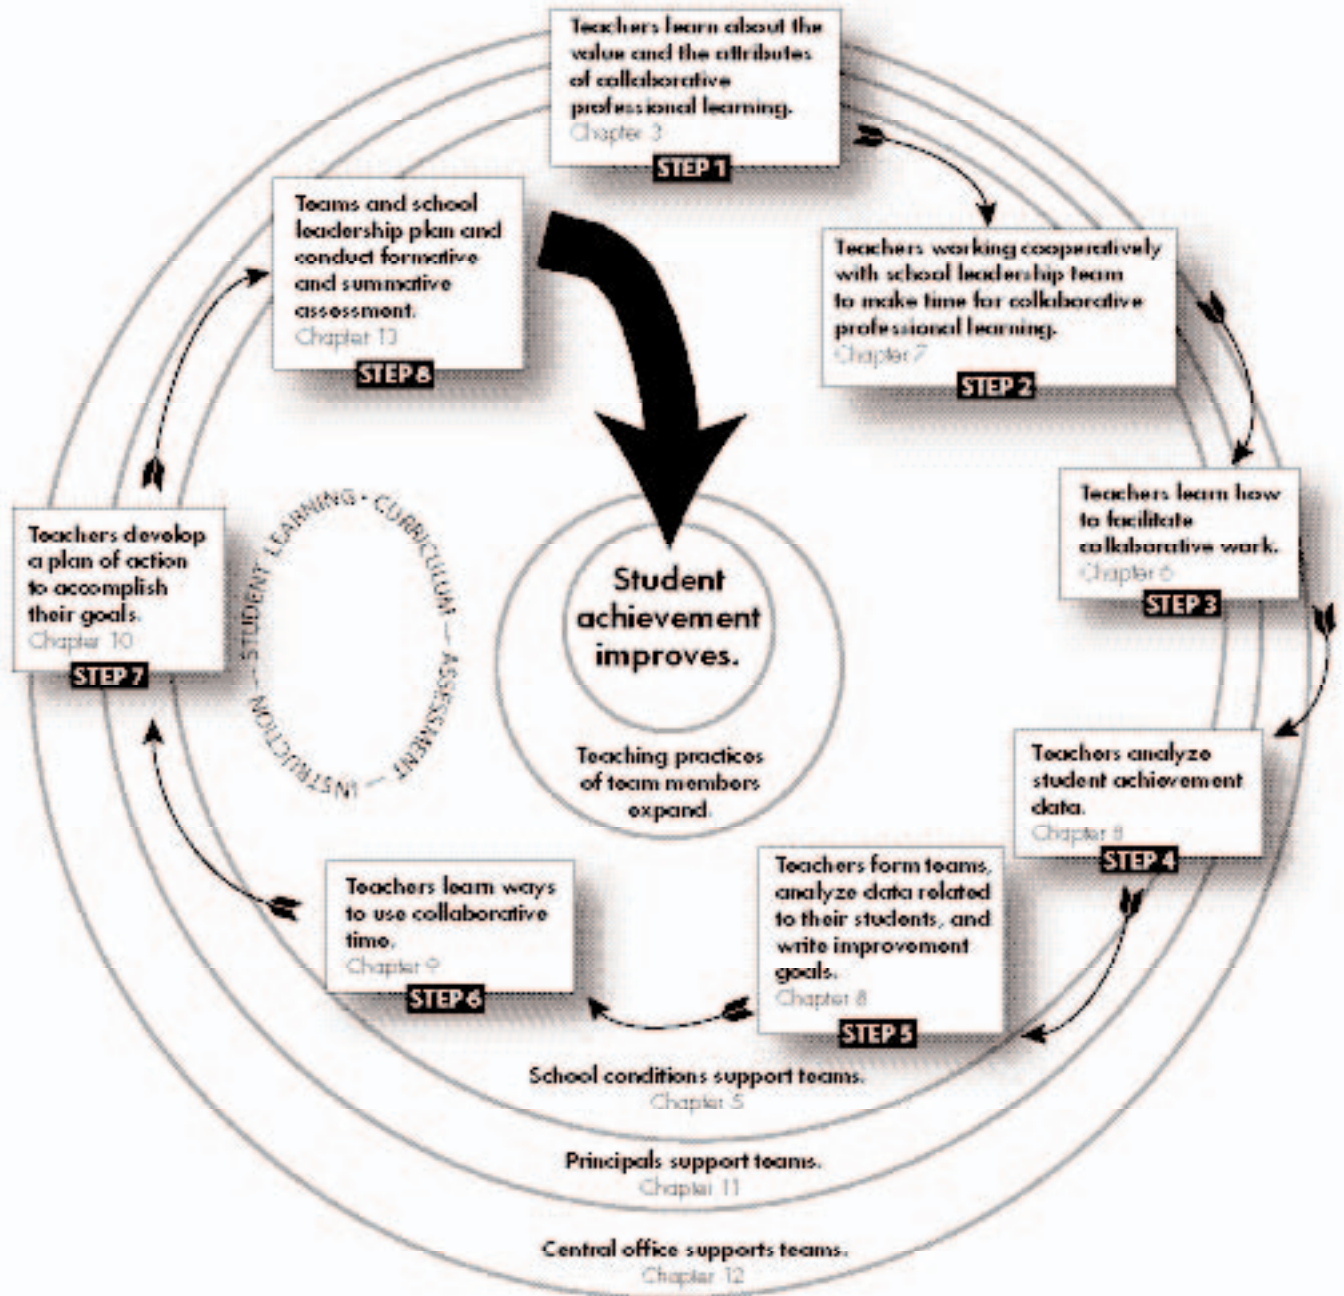 Teachers learn about the
value and the attributes
of collaborative
professional learning.
Chapter 3
STEP 1
Teachers working cooperatively
with school leadership team
to make time for collaborative
professional learning.
Chapter 7
STEP 2
Teachers learn how
to facilitate
collaborative work.
Chapter 6
STEP 3
Teachers analyze
student achievement
data.
Chapter 8
STEP 4
Teachers form teams,
analyze data related
to their students, and
write improvement
goals.
Chapter 8
STEP 5
Teachers learn ways
to use collaborative
time.
Chapter 9
STEP 6
Teachers develop
a plan of action
to accomplish
their goals.
Chapter 10
STEP 7
Teams and school
leadership plan and
conduct formative
and summative
assessment.
Chapter 13
STEP 8
STUDENT LEARNING • CURRICULUM — ASSESSMENT — INSTRUCTION —
Student
achievement
improves.
Teaching practices
of team members
expand.
School conditions support teams.
Chapter 5
Principals support teams.
Chapter 11
Central office supports teams.
Chapter 12